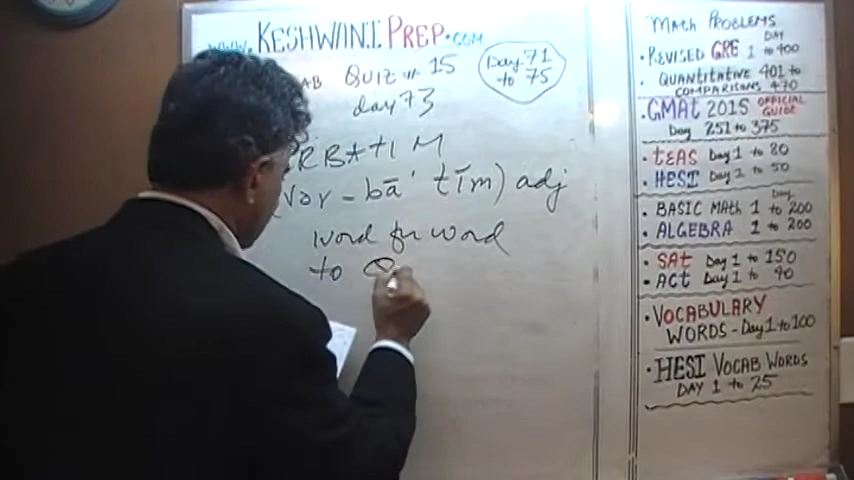 www.KESHWANI PREP.COM
AB QUIZ # 15
Day 71
to 75
day 73
RBATIM
(vər-bā' tĭm) adj
word for word
to
MATH PROBLEMS
DAY
• REVISED GRE 1 to 400
• QUANTITATIVE 401 to
COMPARISONS 470
• GMAT 2015 OFFICIAL
GUIDE
Day 251 to 375
• TEAS Day 1 to 80
• HESI Day 1 to 50
Day
• BASIC MATH 1 to 200
• ALGEBRA 1 to 200
• SAT Day 1 to 150
• ACT Day 1 to 90
• VOCABULARY
WORDS - Day 1 to 100
• HESI VOCAB WORDS
DAY 1 to 25